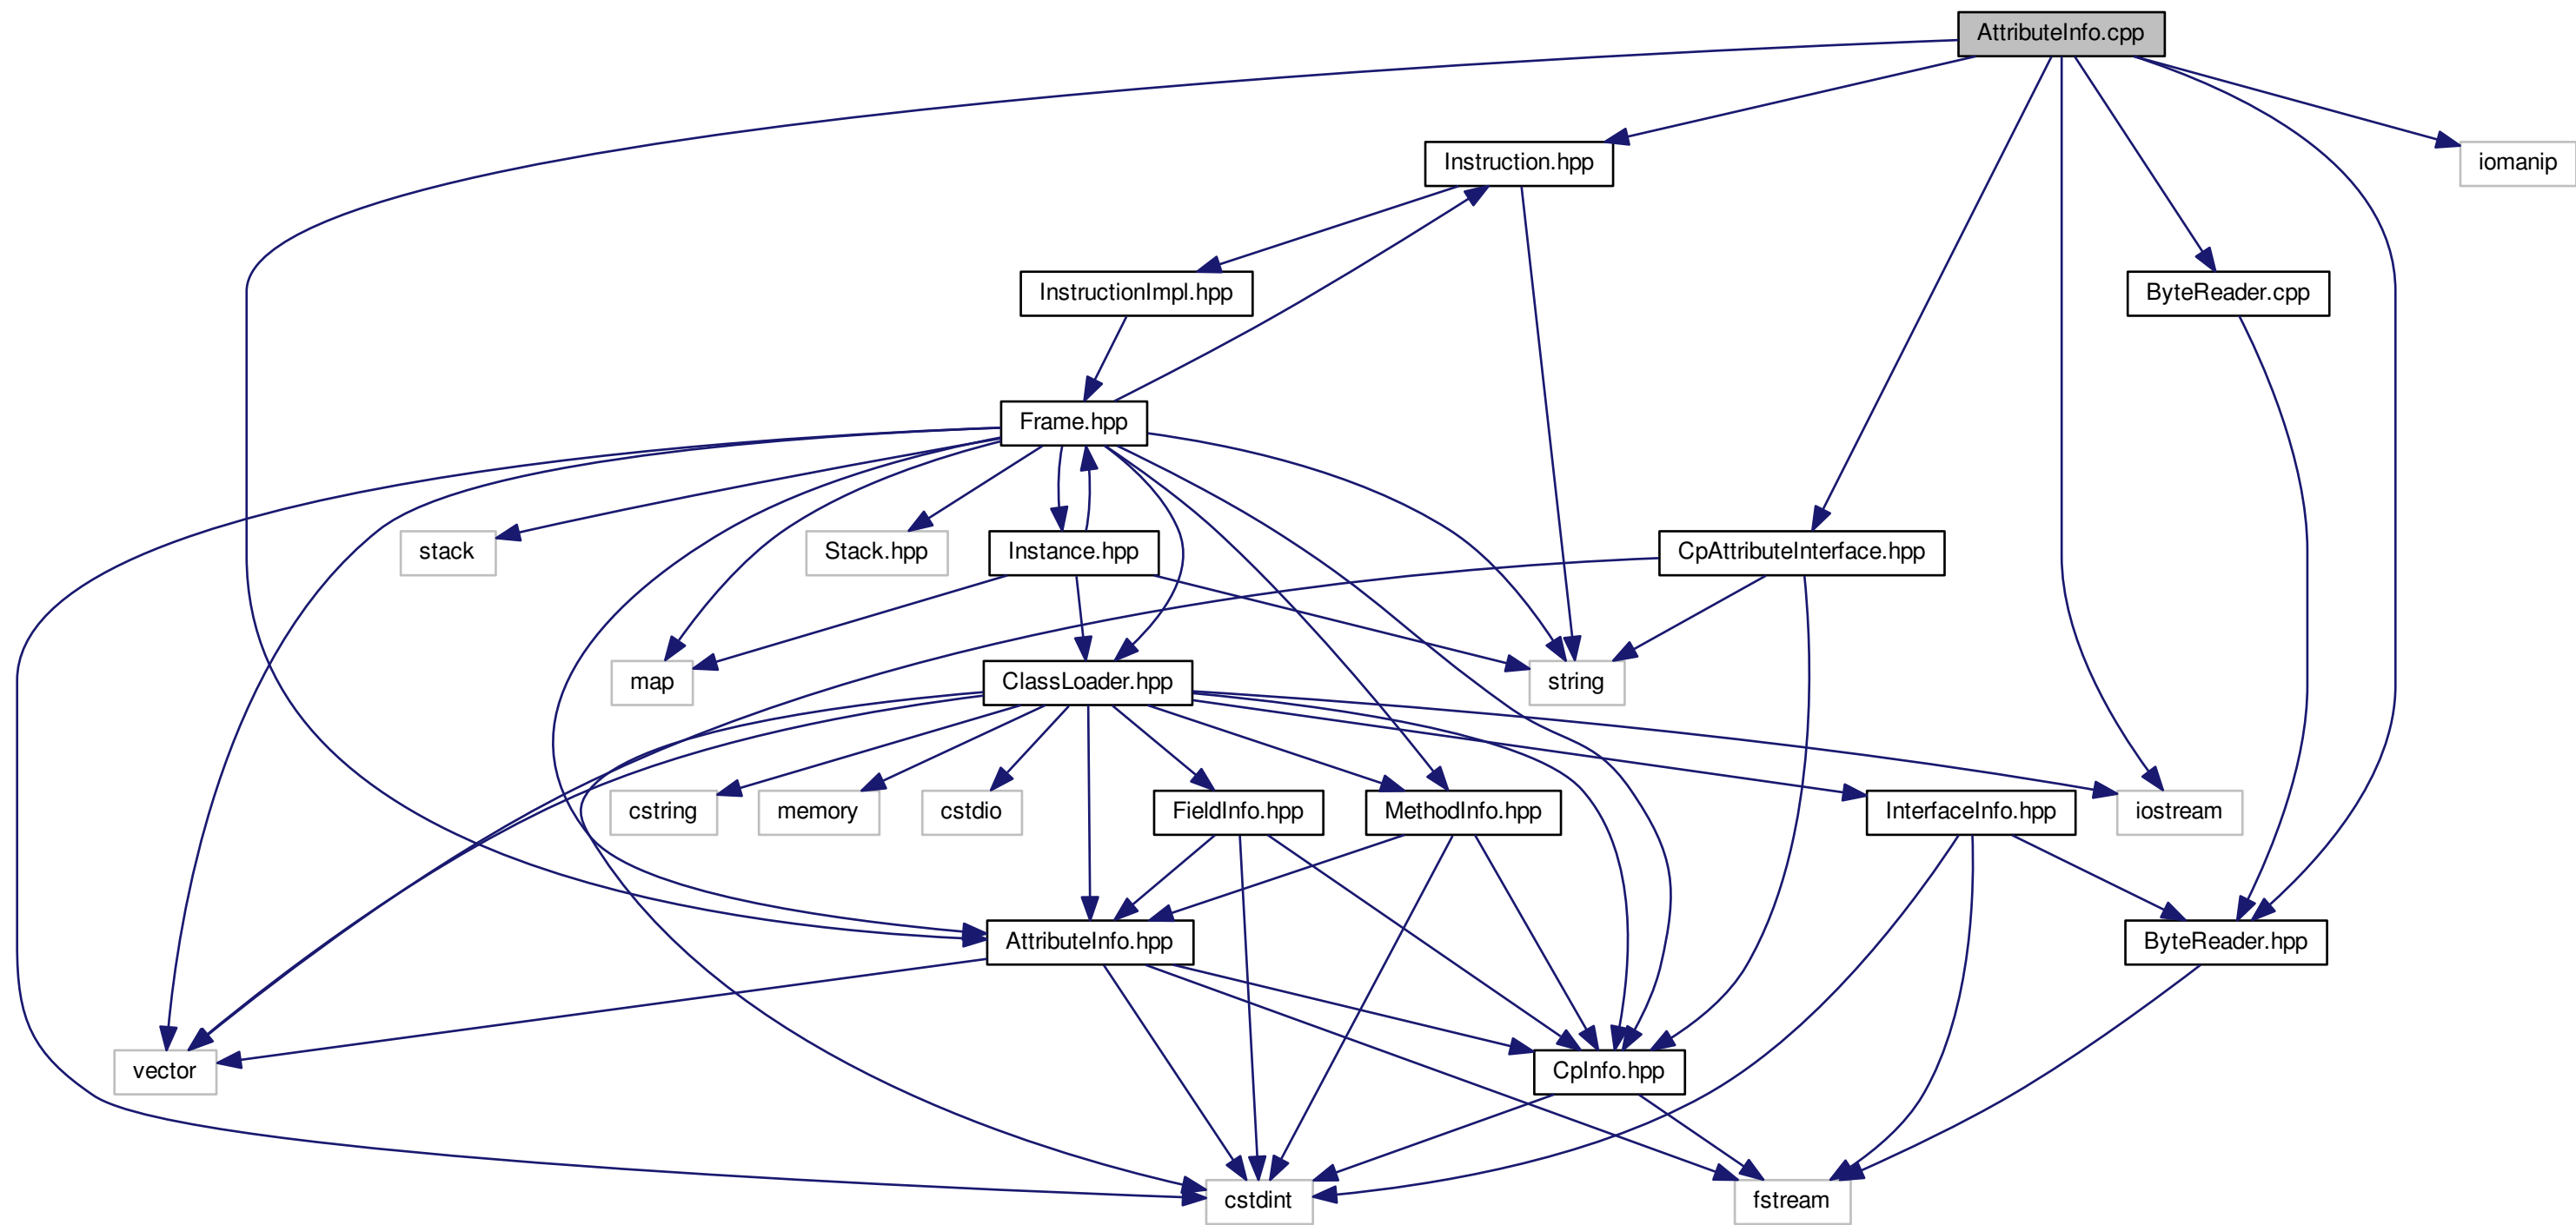 AttributeInfo.cpp
Instruction.hpp
iomanip
InstructionImpl.hpp
ByteReader.cpp
Frame.hpp
stack
Stack.hpp
Instance.hpp
CpAttributeInterface.hpp
map
ClassLoader.hpp
string
cstring
memory
cstdio
FieldInfo.hpp
MethodInfo.hpp
InterfaceInfo.hpp
iostream
AttributeInfo.hpp
ByteReader.hpp
vector
CpInfo.hpp
cstdint
fstream